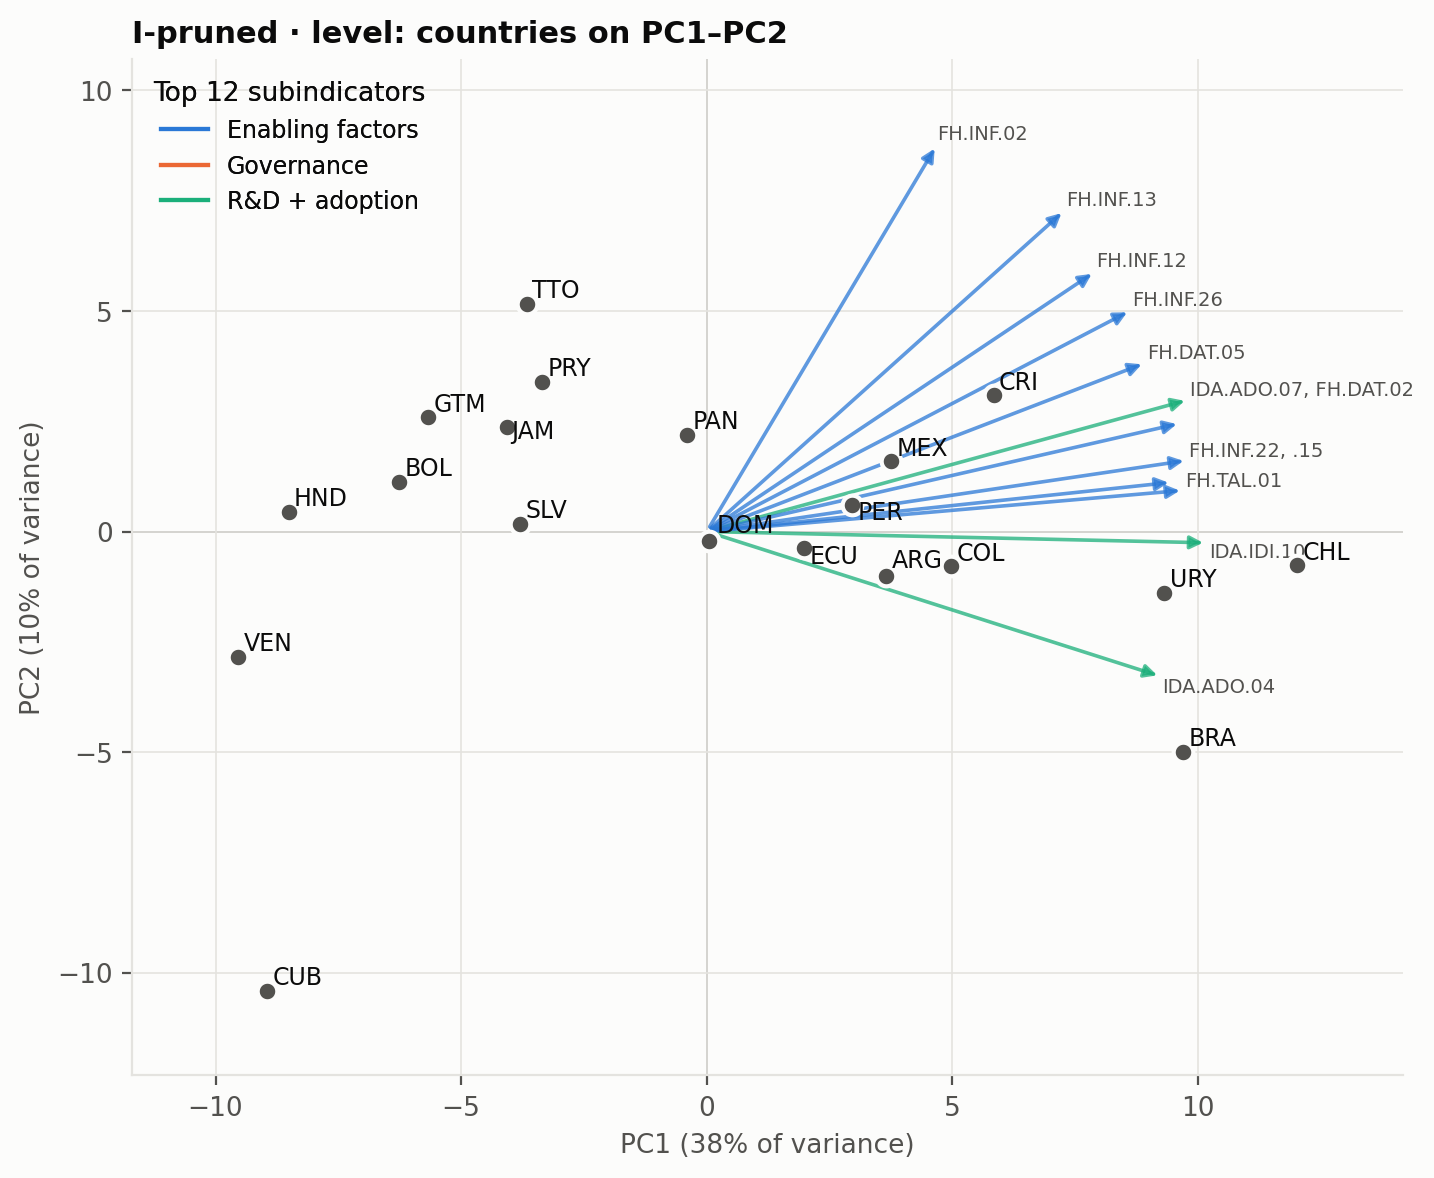 I-pruned · level: countries on PC1–PC2
Top 12 subindicators
Enabling factors
Governance
R&D + adoption
10
5
0
−5
−10
PC2 (10% of variance)
FH.INF.02
FH.INF.13
FH.INF.12
FH.INF.26
FH.DAT.05
IDA.ADO.07, FH.DAT.02
FH.INF.22, .15
FH.TAL.01
IDA.IDI.10
IDA.ADO.04
TTO
PRY
GTM
JAM
PAN
CRI
MEX
BOL
HND
SLV
DOM
PER
ECU
ARG
COL
CHL
URY
VEN
BRA
CUB
−10
−5
0
5
10
PC1 (38% of variance)